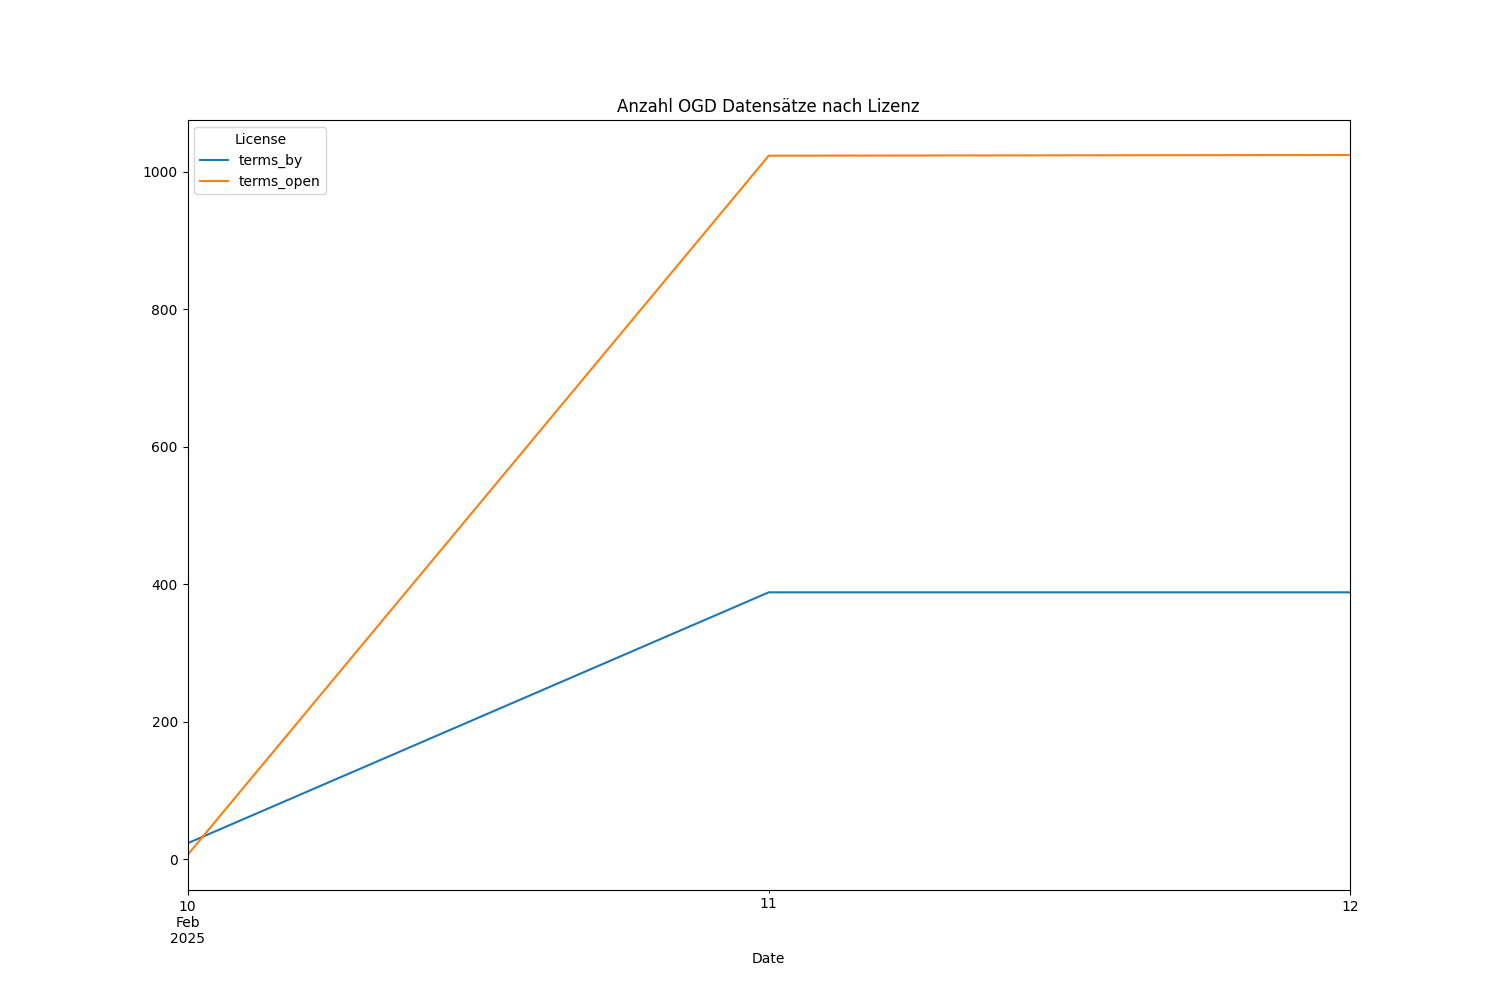 Anzahl OGD Datensätze nach Lizenz
License
terms_by
terms_open
1000
800
600
400
200
0
10
Feb
2025
11
12
Date